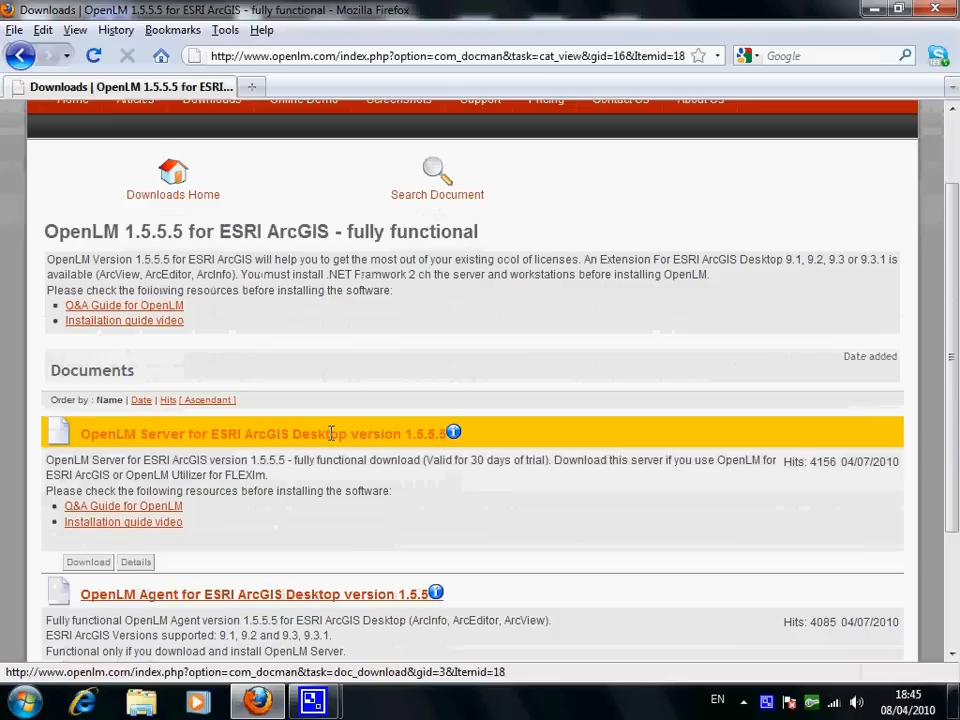 Downloads | OpenLM 1.5.5.5 for ESRI ArcGIS - fully functional - Mozilla Firefox
File Edit View History Bookmarks Tools Help
http://www.openlm.com/index.php?option=com_docman&task=cat_view&gid=16&Itemid=18
Google
Downloads | OpenLM 1.5.5.5 for ESRI...
Home Articles Downloads Online Demo Screenshots Support Pricing Contact Us About Us
Downloads Home
Search Document
OpenLM 1.5.5.5 for ESRI ArcGIS - fully functional
OpenLM Version 1.5.5.5 for ESRI ArcGIS will help you to get the most out of your existing ocol of licenses. An Extension For ESRI ArcGIS Desktop 9.1, 9.2, 9.3 or 9.3.1 is
available (ArcView, ArcEditor, ArcInfo). You must install .NET Framwork 2 ch the server and workstations before installing OpenLM.
Please check the following resources before installing the software:
Q&A Guide for OpenLM
Installation guide video
Date added
Documents
Order by : Name | Date | Hits [ Ascendant ]
OpenLM Server for ESRI ArcGIS Desktop version 1.5.5.5
OpenLM Server for ESRI ArcGIS version 1.5.5.5 - fully functional download (Valid for 30 days of trial). Download this server if you use OpenLM for
ESRI ArcGIS or OpenLM Utilizer for FLEXlm.
Hits: 4156 04/07/2010
Please check the following resources before installing the software:
Q&A Guide for OpenLM
Installation guide video
Download Details
OpenLM Agent for ESRI ArcGIS Desktop version 1.5.5
Fully functional OpenLM Agent version 1.5.5 for ESRI ArcGIS Desktop (ArcInfo, ArcEditor, ArcView).
Hits: 4085 04/07/2010
ESRI ArcGIS Versions supported: 9.1, 9.2 and 9.3, 9.3.1.
Functional only if you download and install OpenLM Server.
http://www.openlm.com/index.php?option=com_docman&task=doc_download&gid=3&Itemid=18
EN
18:45
08/04/2010